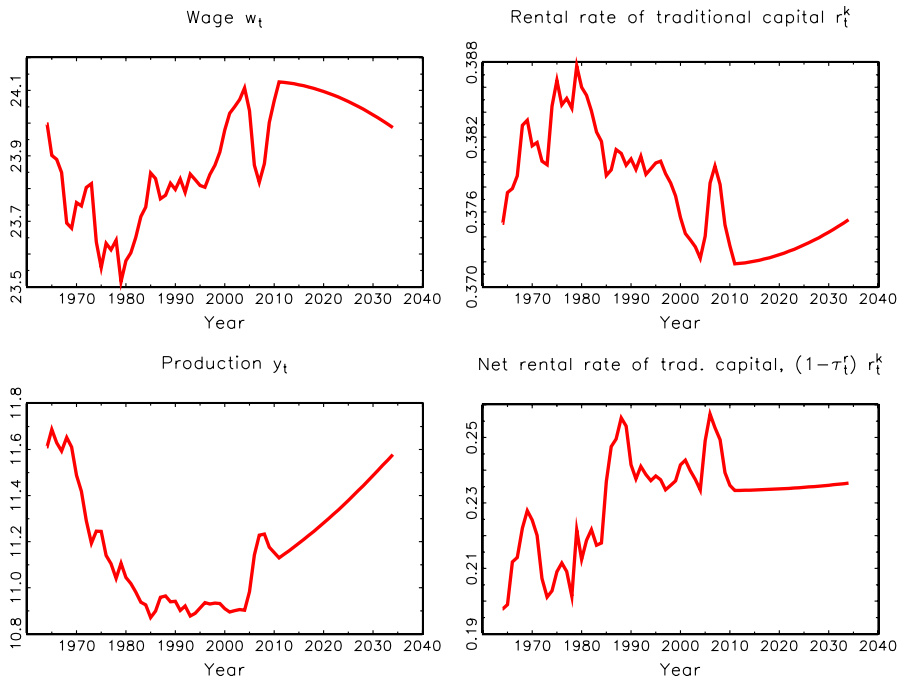 Wage w_t
24.1
23.9
23.7
23.5
1970 1980 1990 2000 2010 2020 2030 2040
Year
Rental rate of traditional capital r_t^k
0.388
0.382
0.376
0.370
1970 1980 1990 2000 2010 2020 2030 2040
Year
Production y_t
11.8
11.6
11.4
11.2
11.0
10.8
1970 1980 1990 2000 2010 2020 2030 2040
Year
Net rental rate of trad. capital, (1−τ_t^r) r_t^k
0.25
0.23
0.21
0.19
1970 1980 1990 2000 2010 2020 2030 2040
Year